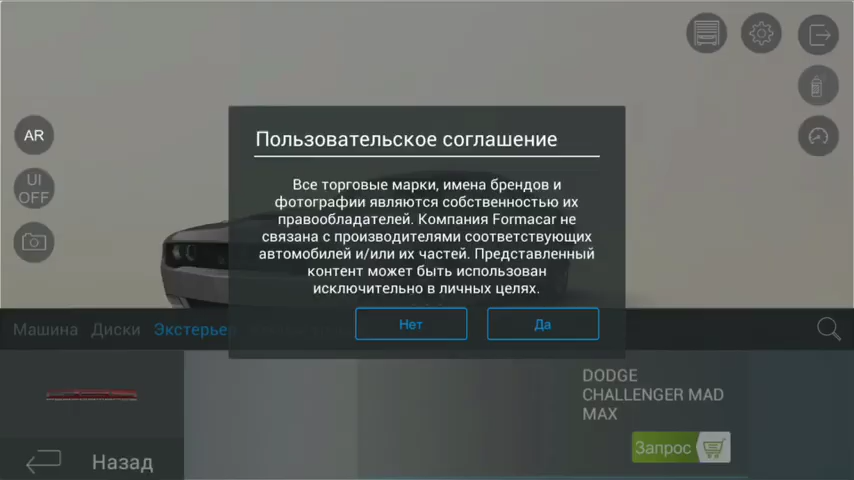 AR
UI
OFF
Пользовательское соглашение
Все торговые марки, имена брендов и
фотографии являются собственностью их
правообладателей. Компания Formacar не
связана с производителями соответствующих
автомобилей и/или их частей. Представленный
контент может быть использован
исключительно в личных целях.
Нет Да
Машина Диски Экстерье
DODGE
CHALLENGER MAD
MAX
Запрос
Назад